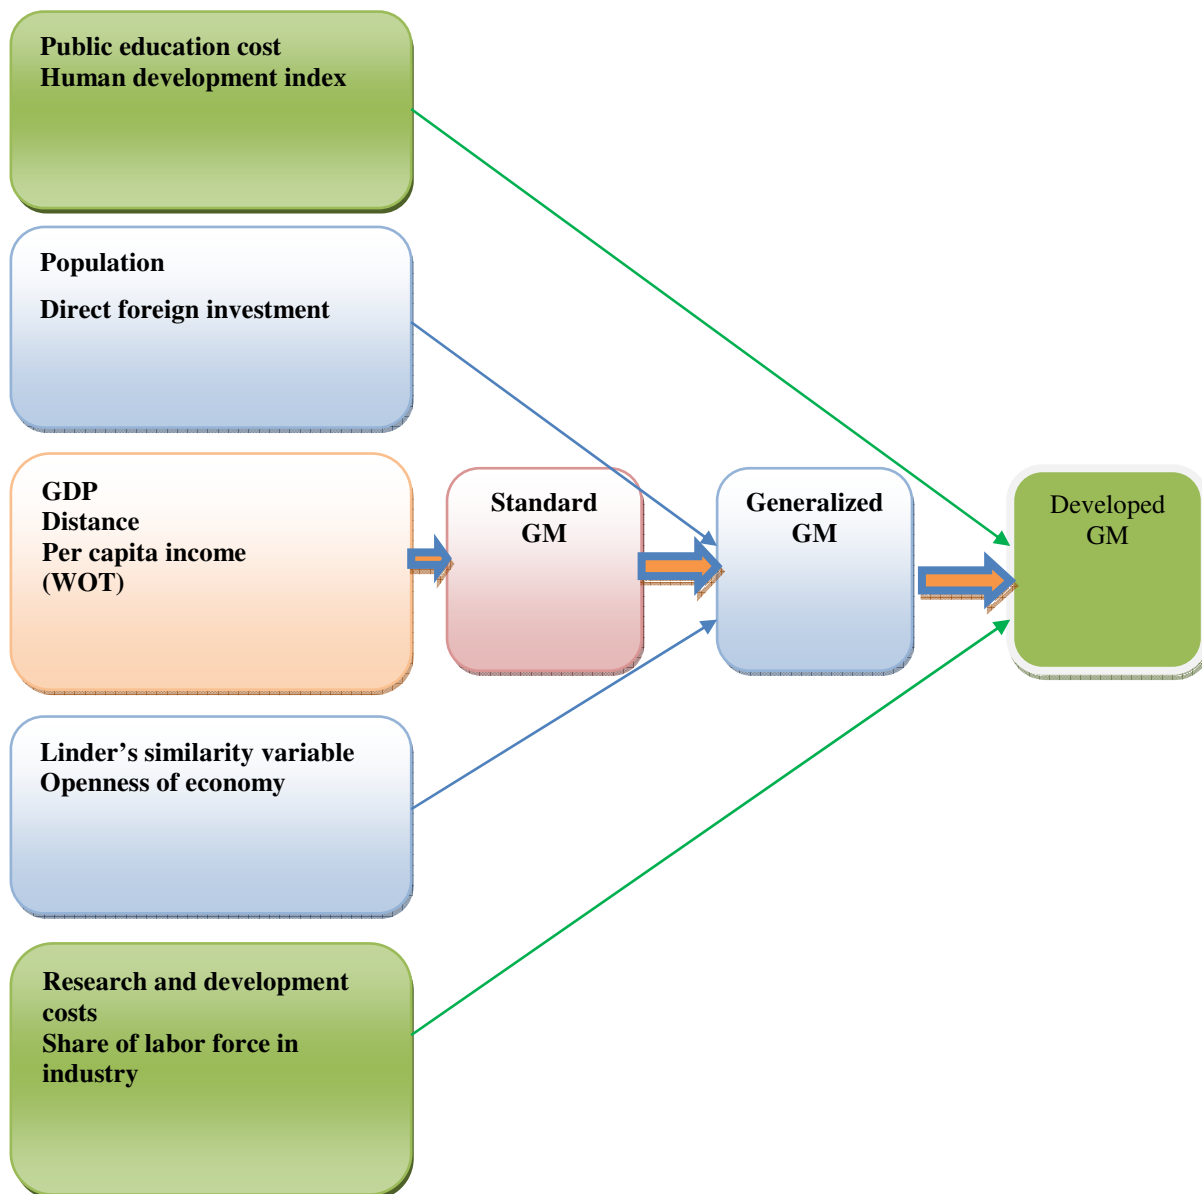 Public education cost
Human development index
Population
Direct foreign investment
GDP
Distance
Per capita income
(WOT)
Standard
GM
Generalized
GM
Developed
GM
Linder’s similarity variable
Openness of economy
Research and development
costs
Share of labor force in
industry